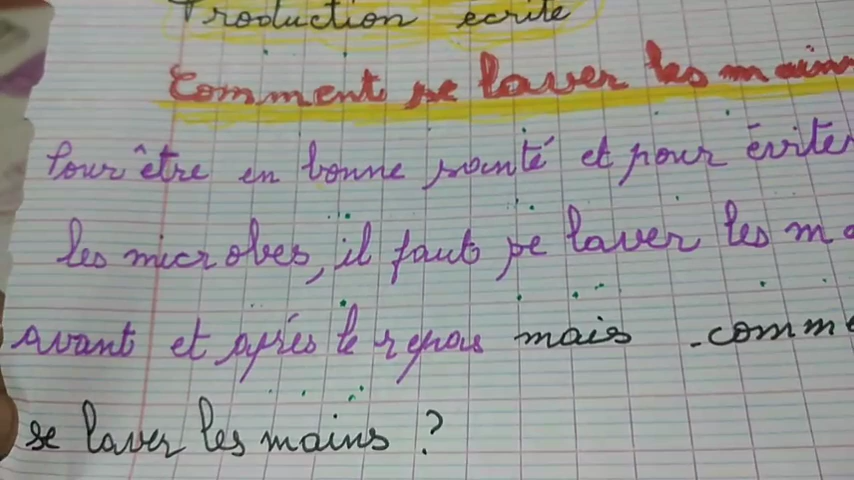 Production écrite
Comment se laver les mains
Pour être en bonne santé et pour éviter
les microbes, il faut se laver les
avant et après le repas mais
se laver les mains ?